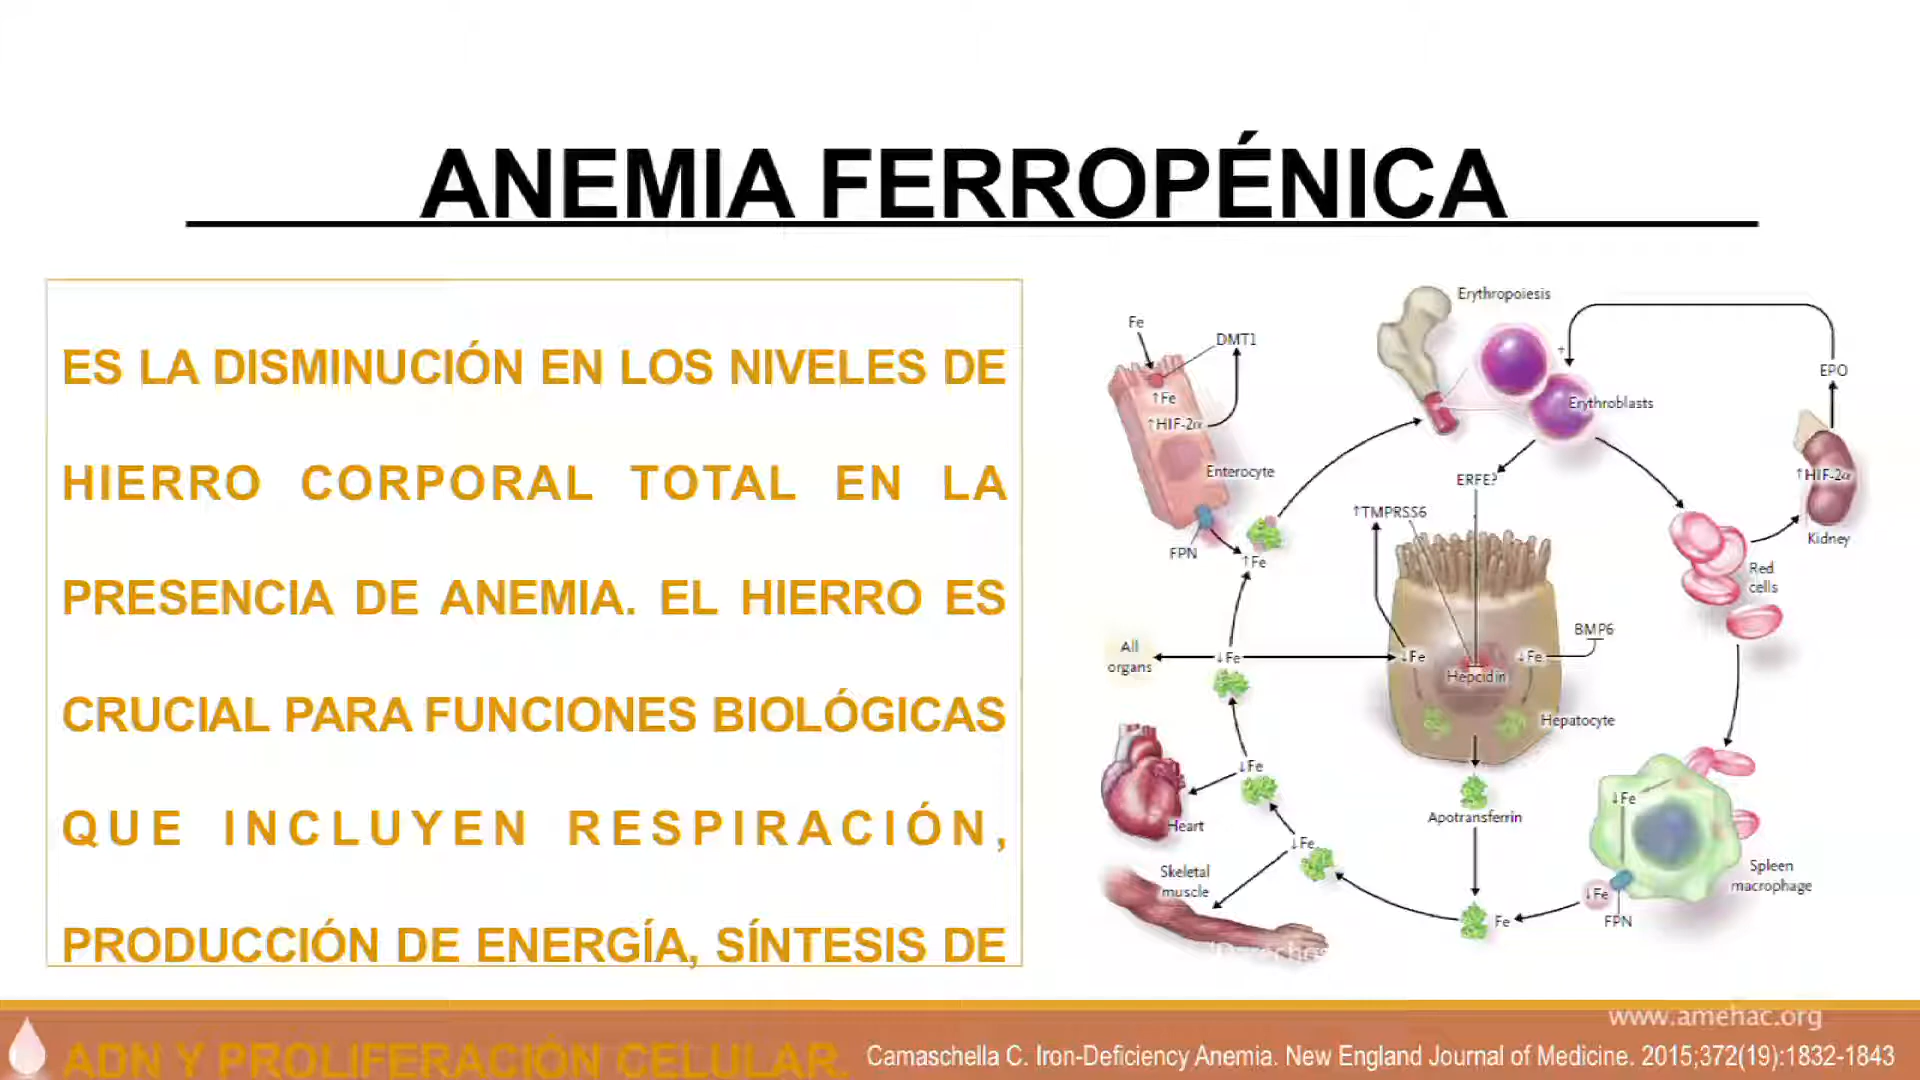 ANEMIA FERROPÉNICA
ES LA DISMINUCIÓN EN LOS NIVELES DE
HIERRO CORPORAL TOTAL EN LA
PRESENCIA DE ANEMIA. EL HIERRO ES
CRUCIAL PARA FUNCIONES BIOLÓGICAS
QUE INCLUYEN RESPIRACIÓN,
PRODUCCIÓN DE ENERGÍA, SÍNTESIS DE
ADN Y PROLIFERACIÓN CELULAR.
Erythropoiesis
Fe
DMT1
↑Fe
↑HIF-2α
Enterocyte
FPN
↑Fe
+
EPO
Erythroblasts
ERFE?
↑HIF-2α
Kidney
↑TMPRSS6
Red
cells
BMP6
All
organs
↓Fe
↓Fe
↓Fe
Hepcidin
Hepatocyte
↓Fe
Heart
Apotransferrin
↓Fe
↓Fe
Skeletal
muscle
Spleen
macrophage
↓Fe
FPN
Fe
Derechos
www.amehac.org
Camaschella C. Iron-Deficiency Anemia. New England Journal of Medicine. 2015;372(19):1832-1843